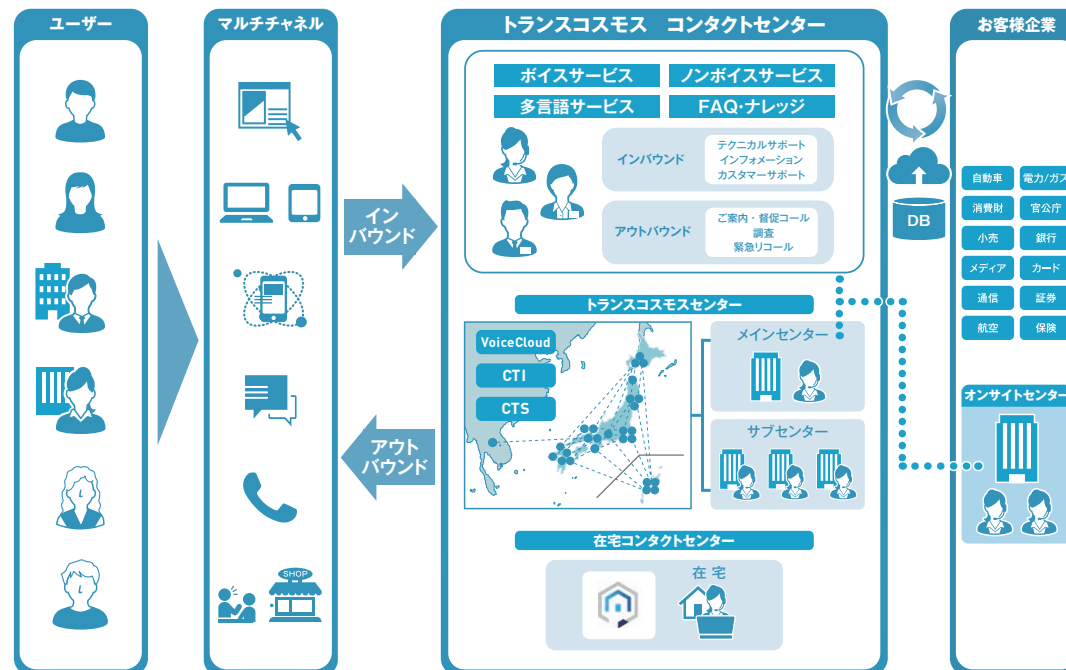 ユーザー
マルチチャネル
SHOP
イン
バウンド
アウト
バウンド
トランスコスモス コンタクトセンター
ボイスサービス
ノンボイスサービス
多言語サービス
FAQ・ナレッジ
インバウンド
テクニカルサポート
インフォメーション
カスタマーサポート
アウトバウンド
ご案内・督促コール
調査
緊急リコール
トランスコスモスセンター
VoiceCloud
CTI
CTS
メインセンター
サブセンター
在宅コンタクトセンター
在宅
DB
お客様企業
自動車
電力/ガス
消費財
官公庁
小売
銀行
メディア
カード
通信
証券
航空
保険
オンサイトセンター